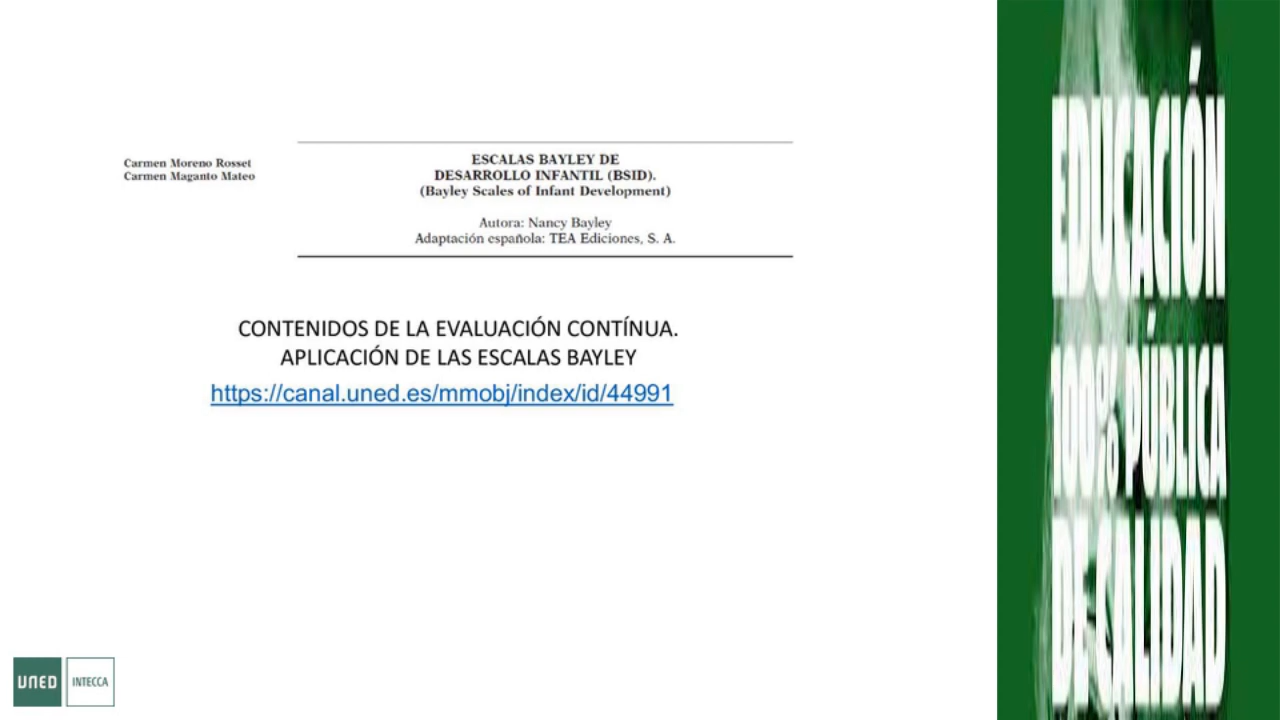 Carmen Moreno Rosset
Carmen Maganto Mateo
ESCALAS BAYLEY DE
DESARROLLO INFANTIL (BSID).
(Bayley Scales of Infant Development)
Autora: Nancy Bayley
Adaptación española: TEA Ediciones, S. A.
CONTENIDOS DE LA EVALUACIÓN CONTÍNUA.
APLICACIÓN DE LAS ESCALAS BAYLEY
https://canal.uned.es/mmobj/index/id/44991
EDUCACIÓN
100% PÚBLICA
DE CALIDAD
UNED
INTECCA